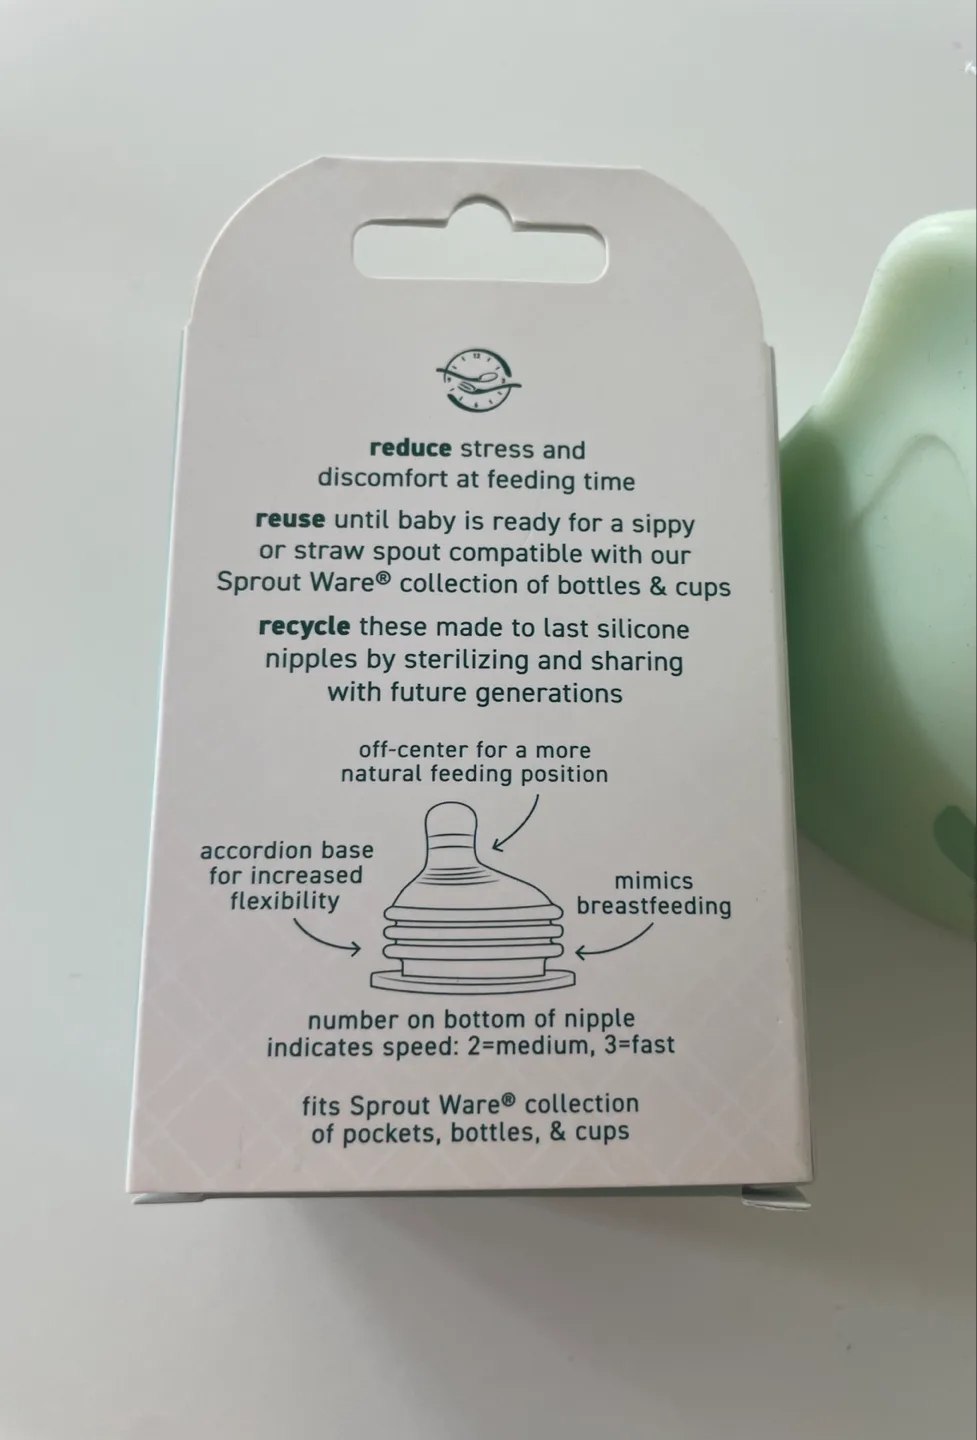 reduce stress and
discomfort at feeding time
reuse until baby is ready for a sippy
or straw spout compatible with our
Sprout Ware® collection of bottles & cups
recycle these made to last silicone
nipples by sterilizing and sharing
with future generations
off-center for a more
natural feeding position
accordion base
for increased
flexibility
mimics
breastfeeding
number on bottom of nipple
indicates speed: 2=medium, 3=fast
fits Sprout Ware® collection
of pockets, bottles, & cups